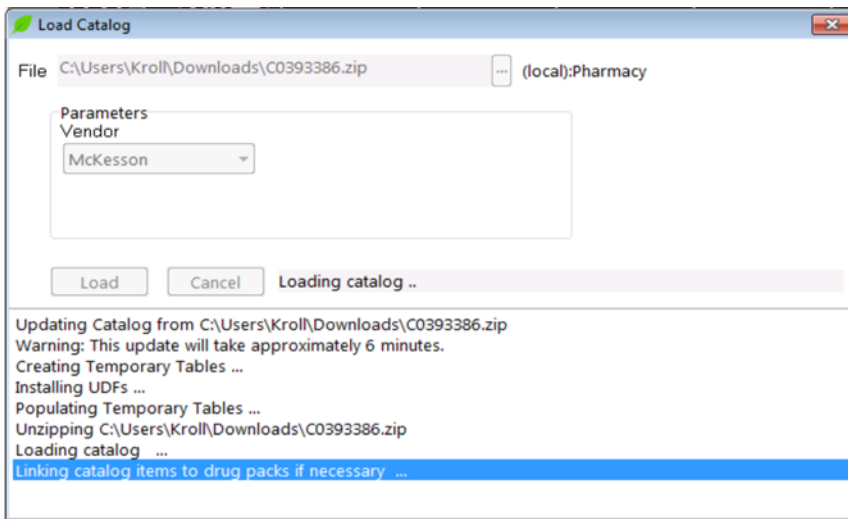 Load Catalog
File C:\Users\Kroll\Downloads\C0393386.zip ... (local):Pharmacy
Parameters
Vendor
McKesson
Load Cancel Loading catalog ..
Updating Catalog from C:\Users\Kroll\Downloads\C0393386.zip
Warning: This update will take approximately 6 minutes.
Creating Temporary Tables ...
Installing UDFs ...
Populating Temporary Tables ...
Unzipping C:\Users\Kroll\Downloads\C0393386.zip
Loading catalog ...
Linking catalog items to drug packs if necessary ...